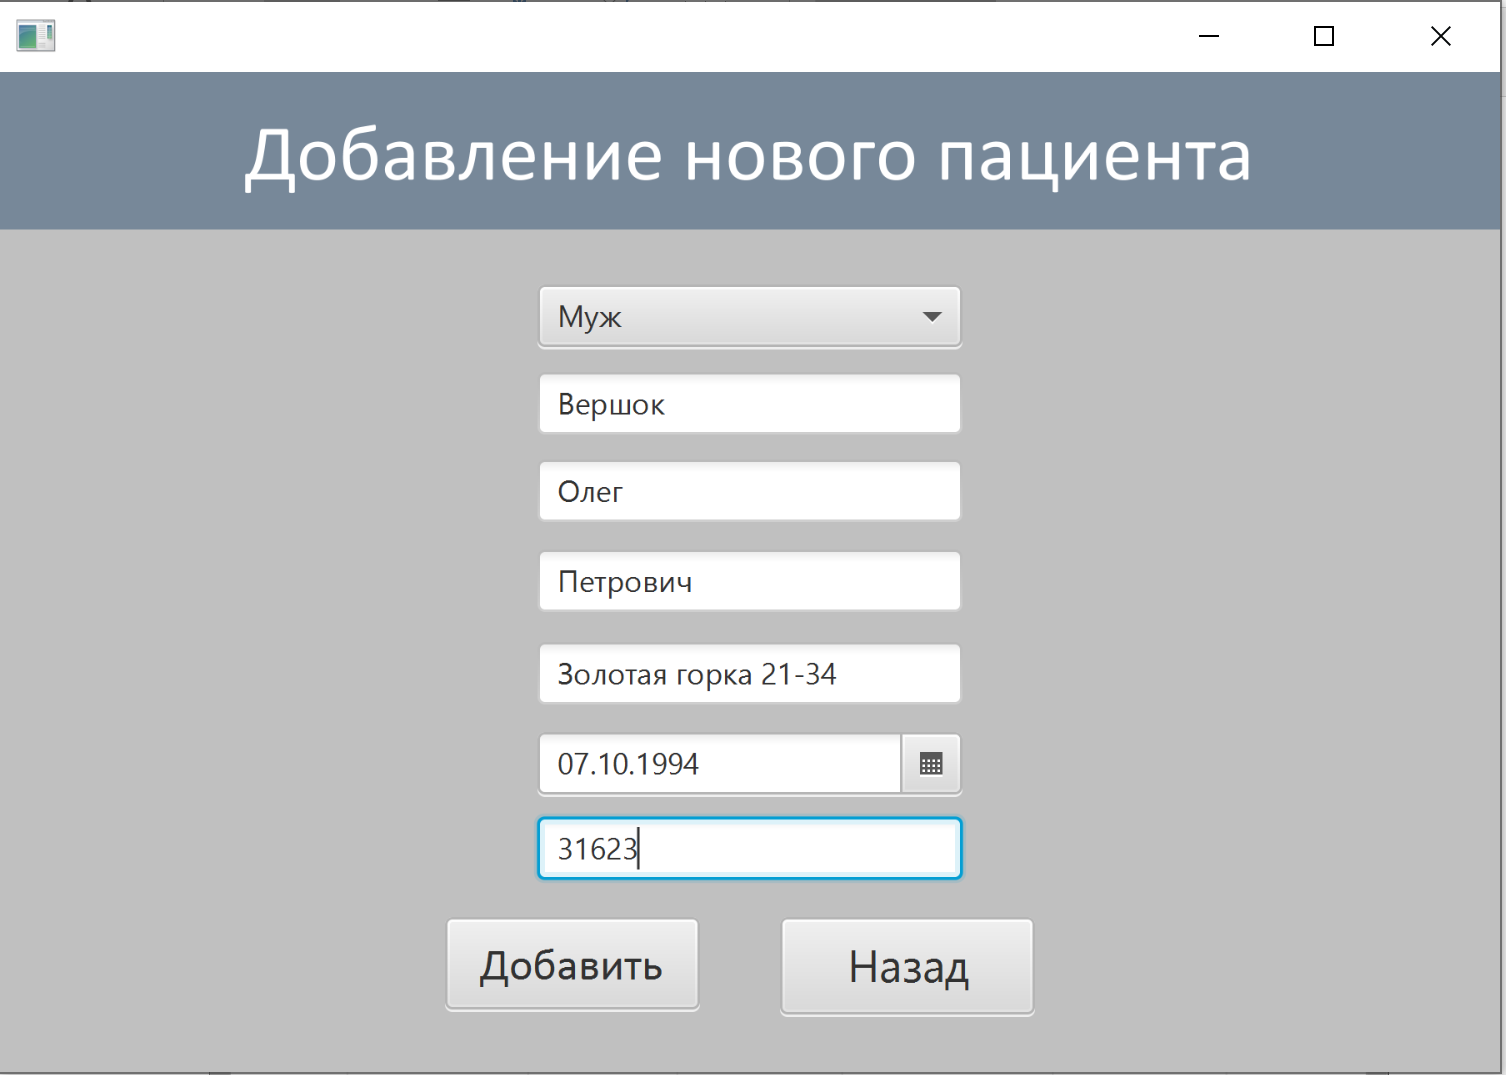 Добавление нового пациента
Муж
Вершок
Олег
Петрович
Золотая горка 21-34
07.10.1994
31623
Добавить
Назад